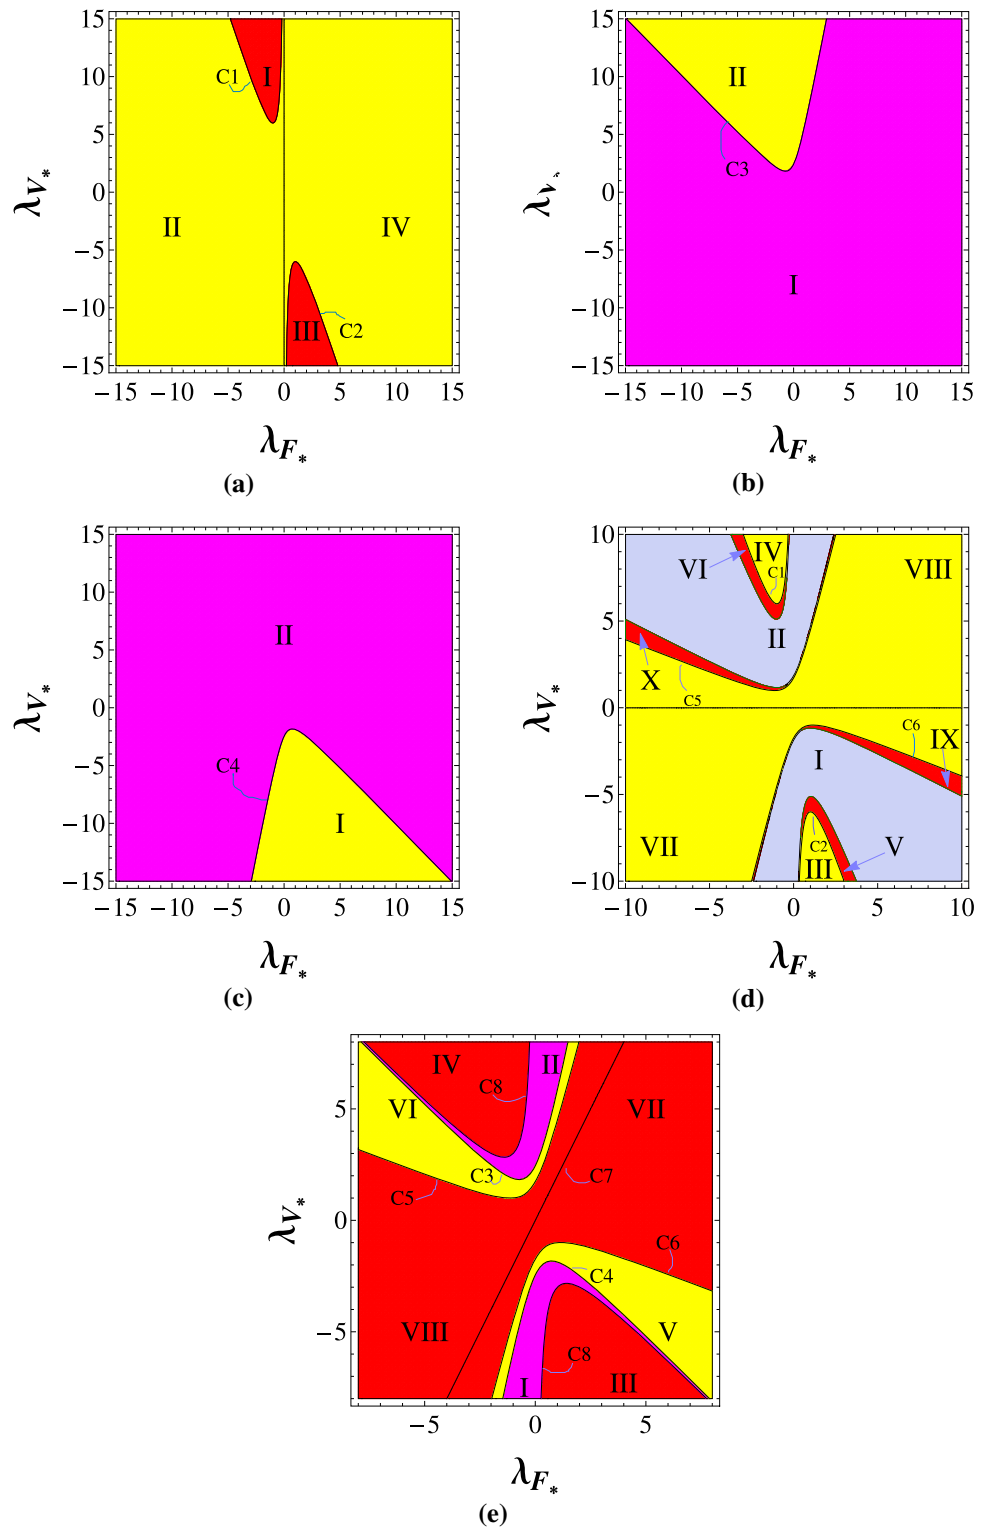 15
10
5
0
−5
−10
−15
−15 −10 −5 0 5 10 15
λV*
λF*
C1
I
II
IV
III
C2
(a)
15
10
5
0
−5
−10
−15
−15 −10 −5 0 5 10 15
λV*
λF*
II
C3
I
(b)
15
10
5
0
−5
−10
−15
−15 −10 −5 0 5 10 15
λV*
λF*
II
C4
I
(c)
10
5
0
−5
−10
−10 −5 0 5 10
λV*
λF*
VI
IV
C1
VIII
II
X
C5
C6
IX
I
VII
C2
III
V
(d)
5
0
−5
−5 0 5
λV*
λF*
IV
II
C8
VI
VII
C3
C7
C5
C6
C4
VIII
V
C8
I
III
(e)